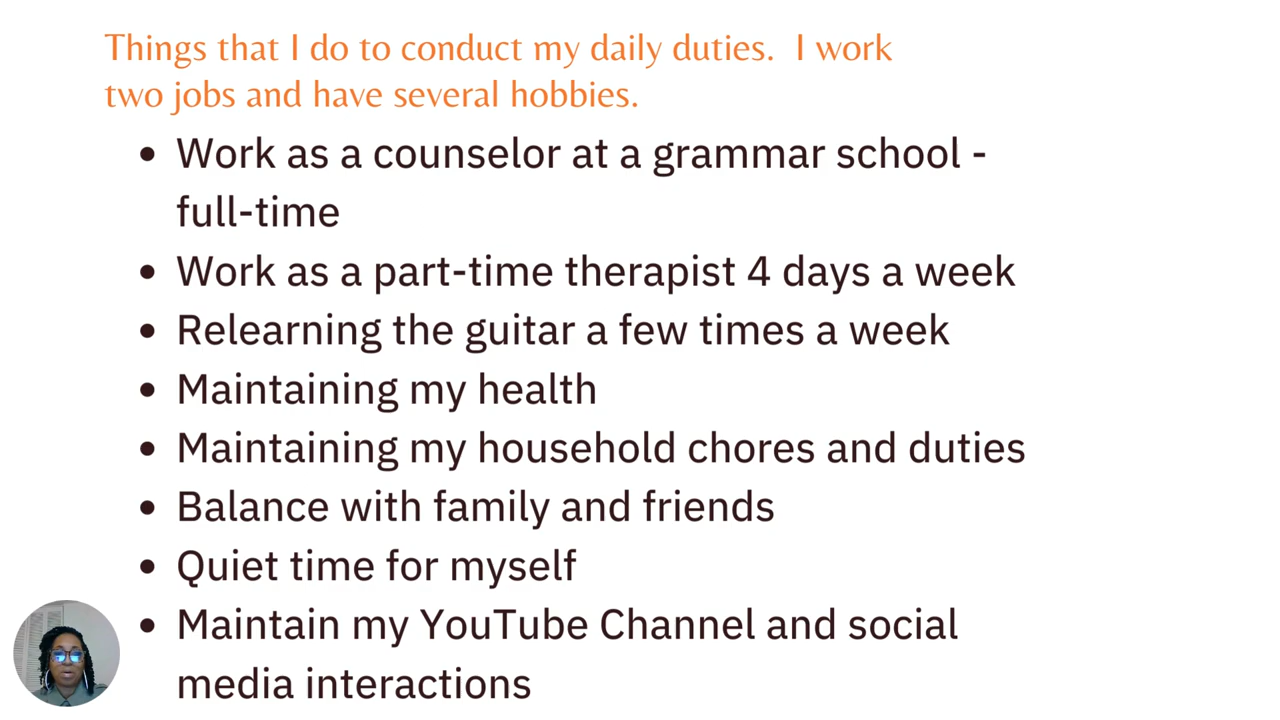 Things that I do to conduct my daily duties.  I work
two jobs and have several hobbies.
• Work as a counselor at a grammar school -
full-time
• Work as a part-time therapist 4 days a week
• Relearning the guitar a few times a week
• Maintaining my health
• Maintaining my household chores and duties
• Balance with family and friends
• Quiet time for myself
• Maintain my YouTube Channel and social
media interactions